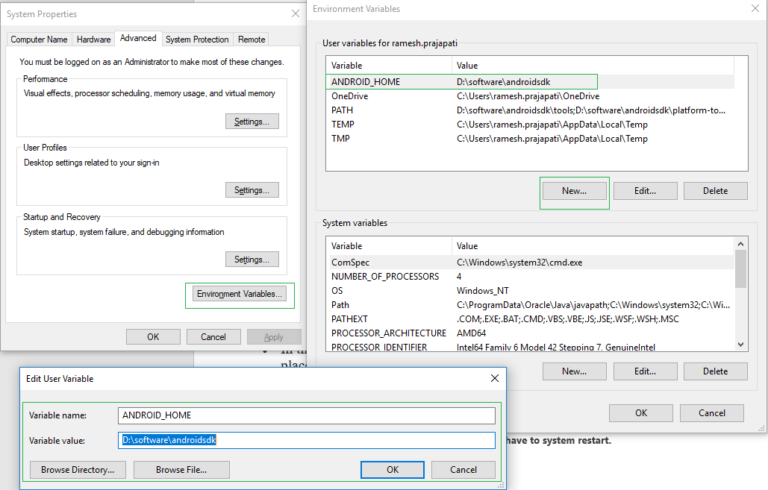 System Properties
Computer Name Hardware Advanced System Protection Remote
You must be logged on as an Administrator to make most of these changes.
Performance
Visual effects, processor scheduling, memory usage, and virtual memory
Settings...
User Profiles
Desktop settings related to your sign-in
Settings...
Startup and Recovery
System startup, system failure, and debugging information
Settings...
Environment Variables...
OK Cancel Apply
Environment Variables
User variables for ramesh.prajapati
Variable Value
ANDROID_HOME D:\software\androidsdk
OneDrive C:\Users\ramesh.prajapati\OneDrive
PATH D:\software\androidsdk\tools;D:\software\androidsdk\platform-to...
TEMP C:\Users\ramesh.prajapati\AppData\Local\Temp
TMP C:\Users\ramesh.prajapati\AppData\Local\Temp
New... Edit... Delete
System variables
Variable Value
ComSpec C:\Windows\system32\cmd.exe
NUMBER_OF_PROCESSORS 4
OS Windows_NT
Path C:\ProgramData\Oracle\Java\javapath;C:\Windows\system32;C:\Wi...
PATHEXT .COM;.EXE;.BAT;.CMD;.VBS;.VBE;.JS;.JSE;.WSF;.WSH;.MSC
PROCESSOR_ARCHITECTURE AMD64
PROCESSOR_IDENTIFIER Intel64 Family 6 Model 42 Stepping 7, GenuineIntel
New... Edit... Delete
OK Cancel
Edit User Variable
Variable name: ANDROID_HOME
Variable value: D:\software\androidsdk
Browse Directory... Browse File... OK Cancel
have to system restart.